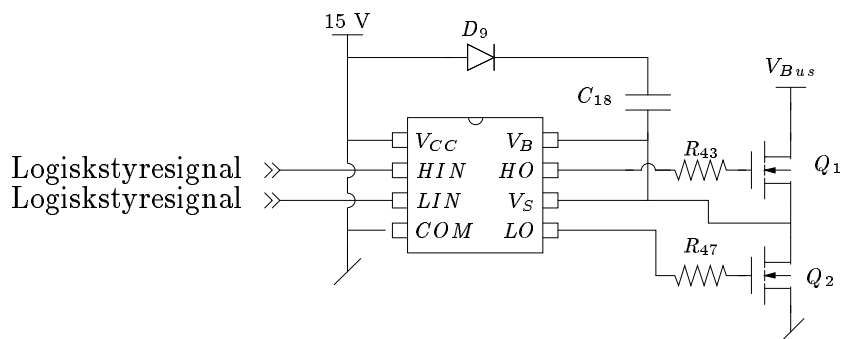 15 V
D9
C18
VBus
VCC VB
Logiskstyresignal HIN HO R43 Q1
Logiskstyresignal LIN VS
COM LO R47 Q2